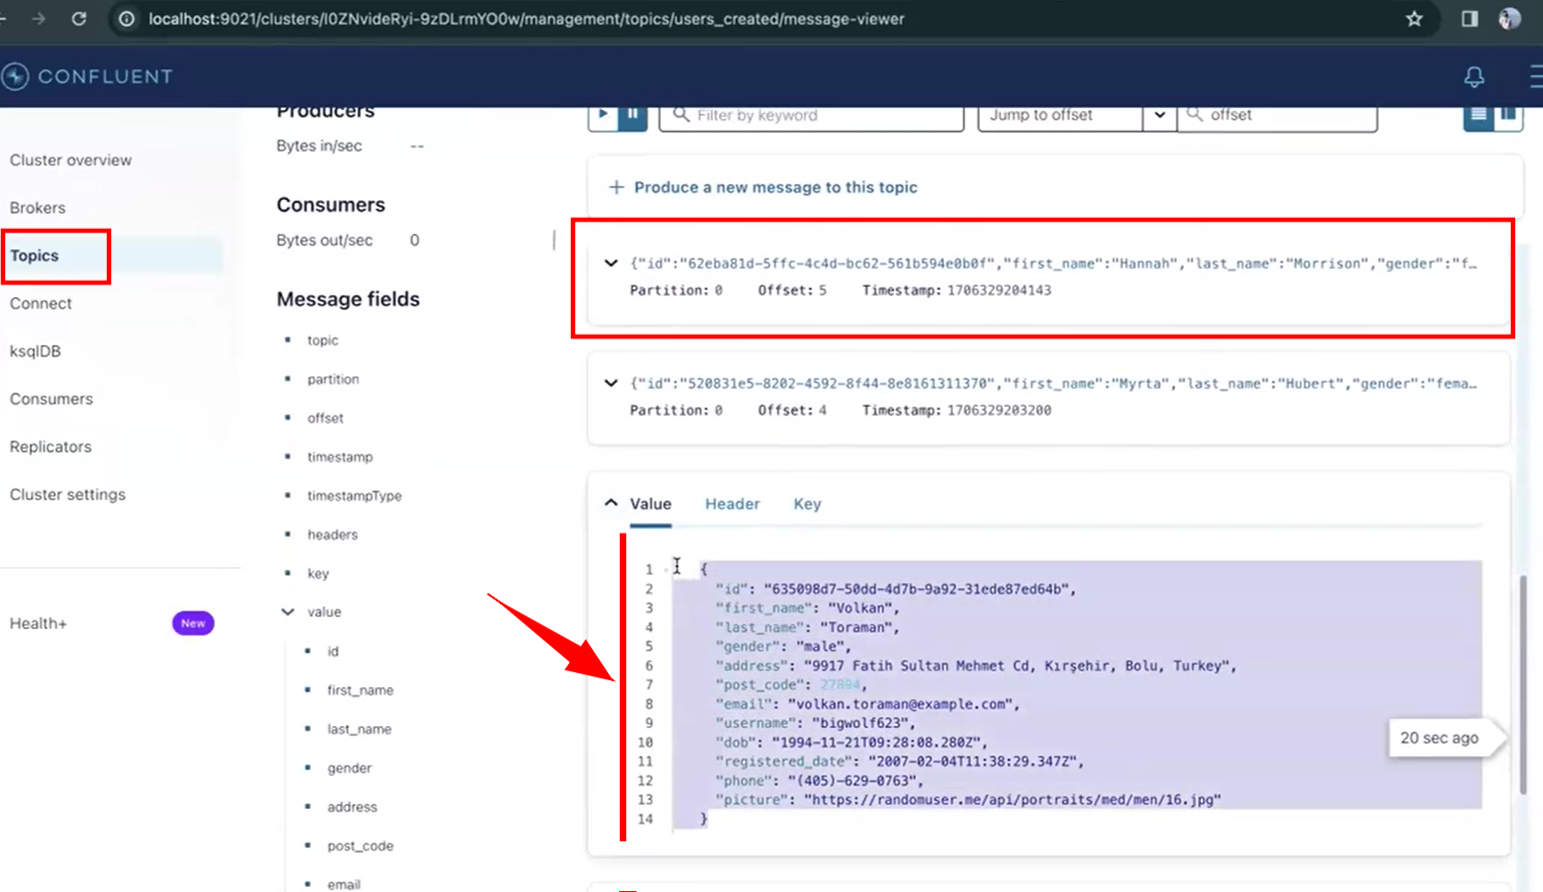 localhost:9021/clusters/I0ZNvideRyi-9zDLrmYO0w/management/topics/users_created/message-viewer
CONFLUENT
Cluster overview
Brokers
Topics
Connect
ksqlDB
Consumers
Replicators
Cluster settings
Health+ New
Producers
Bytes in/sec --
Consumers
Bytes out/sec 0
Message fields
topic
partition
offset
timestamp
timestampType
headers
key
value
id
first_name
last_name
gender
address
post_code
email
Filter by keyword Jump to offset offset
+ Produce a new message to this topic
{"id":"62eba81d-5ffc-4c4d-bc62-561b594e0b0f","first_name":"Hannah","last_name":"Morrison","gender":"f...
Partition: 0 Offset: 5 Timestamp: 1706329204143
{"id":"520831e5-8202-4592-8f44-8e8161311370","first_name":"Myrta","last_name":"Hubert","gender":"fema...
Partition: 0 Offset: 4 Timestamp: 1706329203200
Value Header Key
1 {
2 "id": "635098d7-50dd-4d7b-9a92-31ede87ed64b",
3 "first_name": "Volkan",
4 "last_name": "Toraman",
5 "gender": "male",
6 "address": "9917 Fatih Sultan Mehmet Cd, Kırşehir, Bolu, Turkey",
7 "post_code": 27894,
8 "email": "volkan.toraman@example.com",
9 "username": "bigwolf623",
10 "dob": "1994-11-21T09:28:08.280Z",
11 "registered_date": "2007-02-04T11:38:29.347Z",
12 "phone": "(405)-629-0763",
13 "picture": "https://randomuser.me/api/portraits/med/men/16.jpg"
14 }
20 sec ago